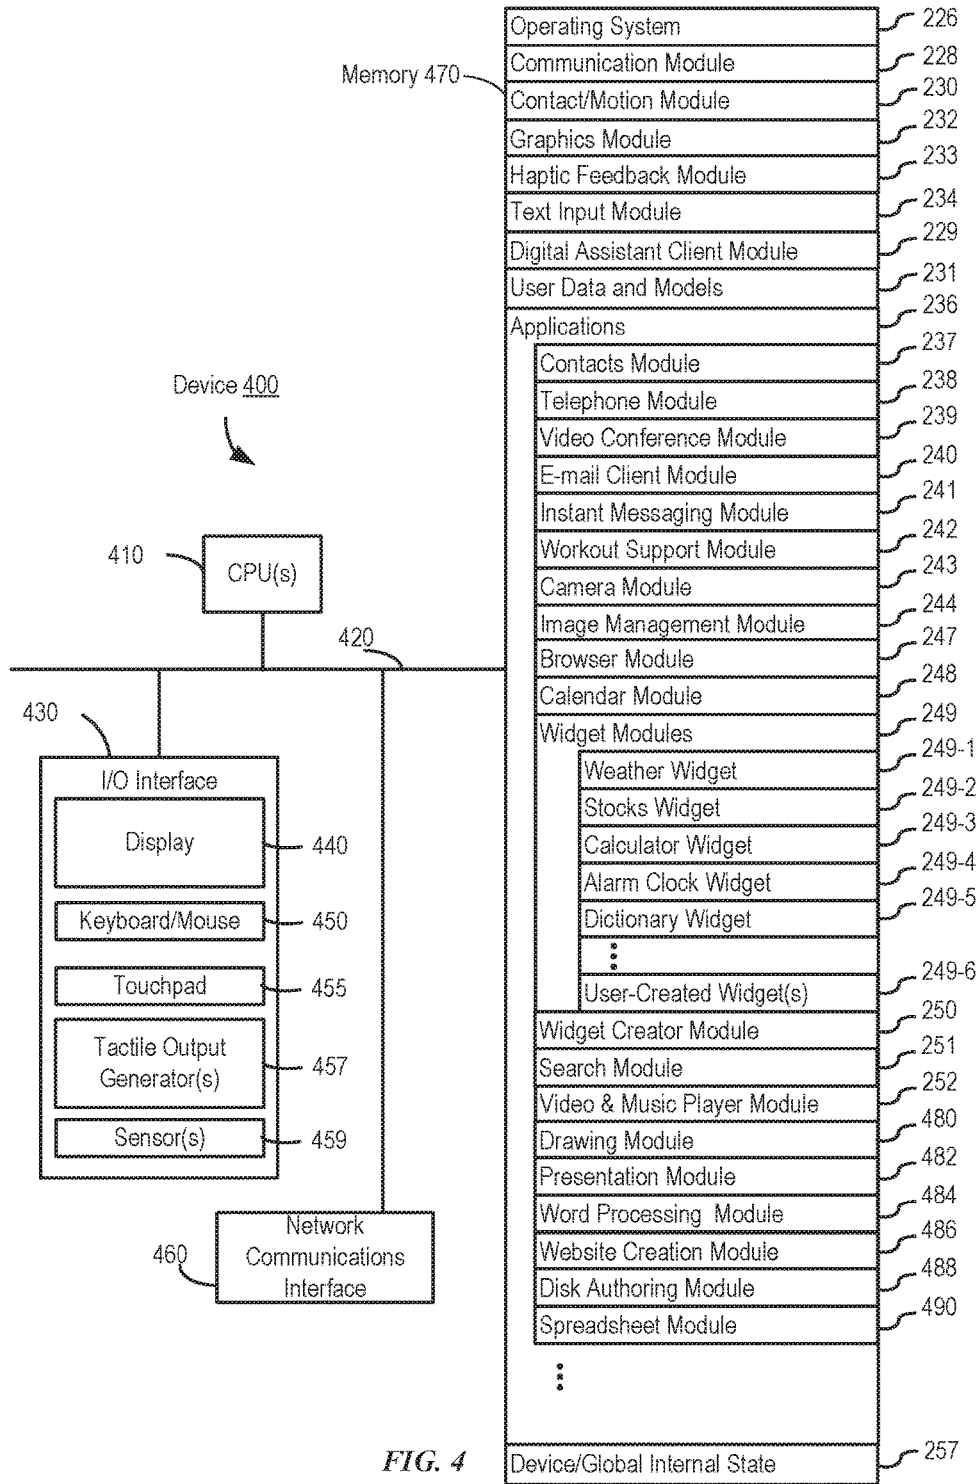 Operating System 226
Communication Module 228
Memory 470
Contact/Motion Module 230
Graphics Module 232
Haptic Feedback Module 233
Text Input Module 234
Digital Assistant Client Module 229
User Data and Models 231
Applications 236
Contacts Module 237
Telephone Module 238
Video Conference Module 239
E-mail Client Module 240
Instant Messaging Module 241
Workout Support Module 242
Camera Module 243
Image Management Module 244
Browser Module 247
Calendar Module 248
Widget Modules 249
Weather Widget 249-1
Stocks Widget 249-2
Calculator Widget 249-3
Alarm Clock Widget 249-4
Dictionary Widget 249-5
User-Created Widget(s) 249-6
Widget Creator Module 250
Search Module 251
Video & Music Player Module 252
Drawing Module 480
Presentation Module 482
Word Processing Module 484
Website Creation Module 486
Disk Authoring Module 488
Spreadsheet Module 490
Device/Global Internal State 257
Device 400
410
CPU(s)
420
430
I/O Interface
Display 440
Keyboard/Mouse 450
Touchpad 455
Tactile Output
Generator(s) 457
Sensor(s) 459
460
Network
Communications
Interface
FIG. 4